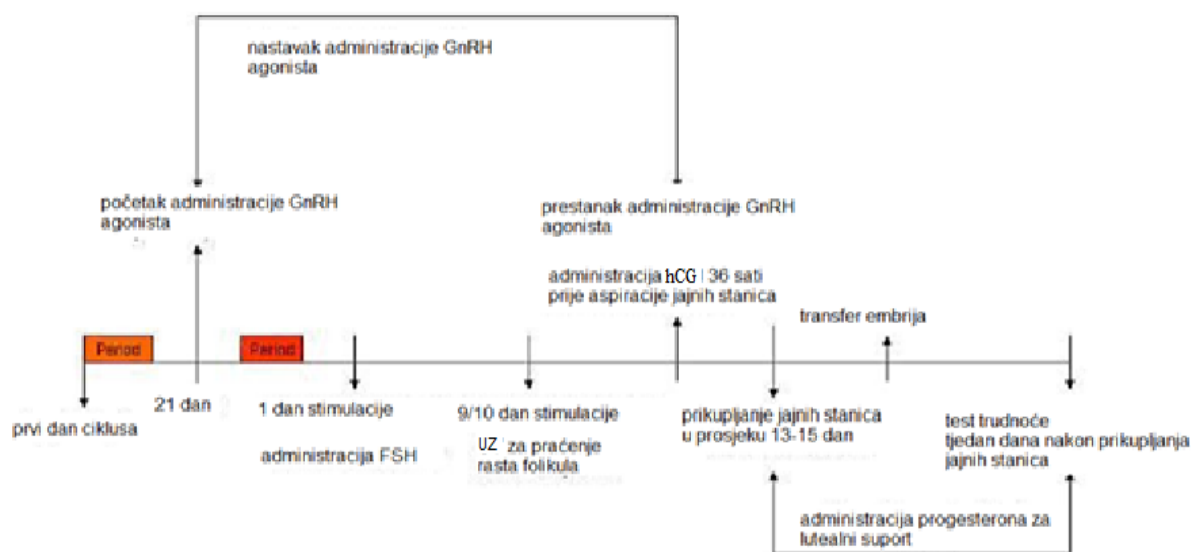 nastavak administracije GnRH
agonista
početak administracije GnRH
agonista
prestanak administracije GnRH
agonista
administracija hCG 36 sati
prije aspiracije jajnih stanica
transfer embrija
Period
Period
prvi dan ciklusa
21 dan
1 dan stimulacije
administracija FSH
9/10 dan stimulacije
UZ za praćenje
rasta folikula
prikupljanje jajnih stanica
u prosjeku 13-15 dan
test trudnoće
tjedan dana nakon prikupljanja
jajnih stanica
administracija progesterona za
lutealni suport